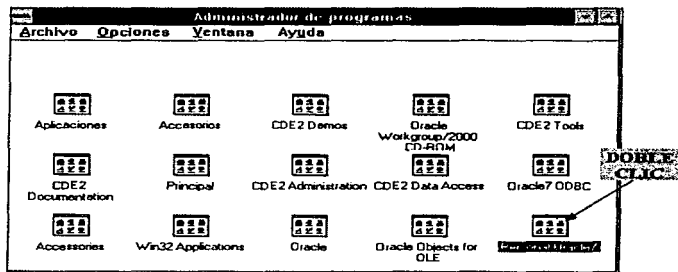 Administrador de programas
Archivo Opciones Ventana Ayuda
Aplicaciones Accesorios CDE2 Demos Oracle Workgroup/2000 CD-ROM CDE2 Tools
CDE2 Documentation Principal CDE2 Administration CDE2 Data Access Oracle7 ODBC
DOBLE CLIC
Accessories Win32 Applications Oracle Oracle Objects for OLE Personal Oracle7